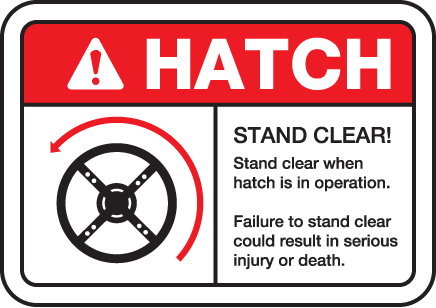 HATCH
STAND CLEAR!
Stand clear when
hatch is in operation.
Failure to stand clear
could result in serious
injury or death.